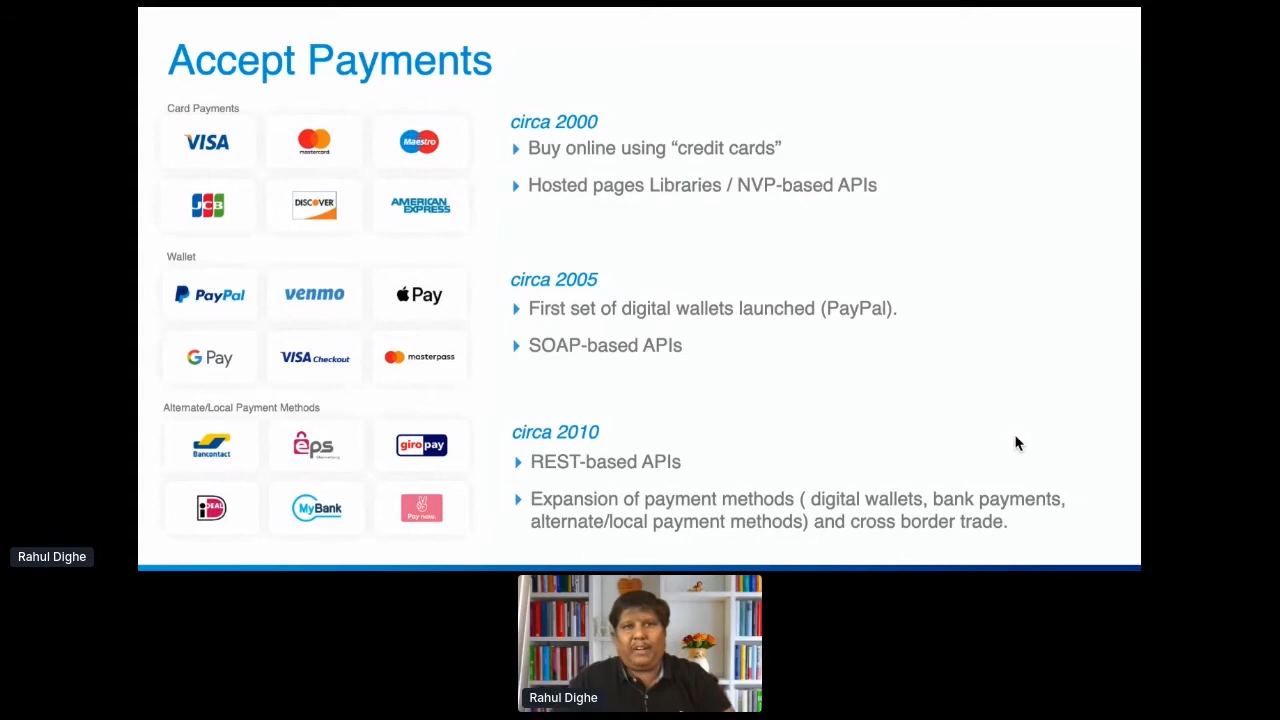 Accept Payments
Card Payments
VISA
mastercard
Maestro
JCB
DISCOVER
AMERICAN EXPRESS
Wallet
PayPal
venmo
Pay
G Pay
VISA Checkout
masterpass
Alternate/Local Payment Methods
Bancontact
eps
giropay
iDEAL
MyBank
Pay now.
circa 2000
Buy online using “credit cards”
Hosted pages Libraries / NVP-based APIs
circa 2005
First set of digital wallets launched (PayPal).
SOAP-based APIs
circa 2010
REST-based APIs
Expansion of payment methods ( digital wallets, bank payments,
alternate/local payment methods) and cross border trade.
Rahul Dighe
Rahul Dighe